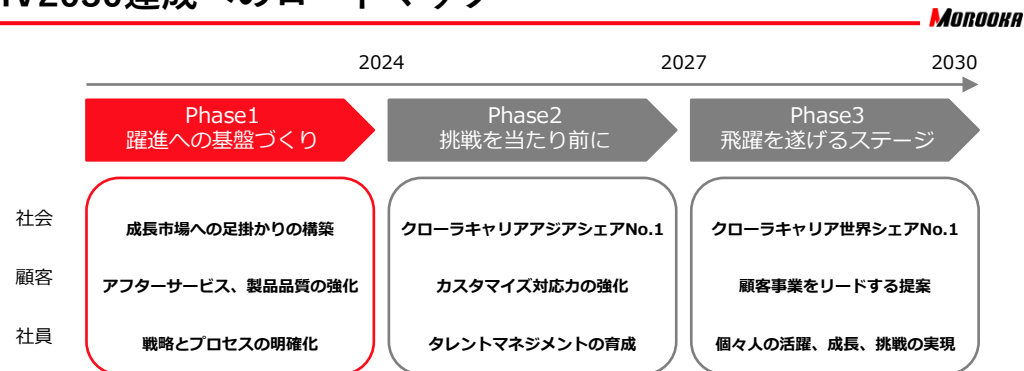 2030達成へのロードマップ
MOROOKA
2024 2027 2030
Phase1
躍進への基盤づくり
Phase2
挑戦を当たり前に
Phase3
飛躍を遂げるステージ
社会 成長市場への足掛かりの構築 クローラキャリアアジアシェアNo.1 クローラキャリア世界シェアNo.1
顧客 アフターサービス、製品品質の強化 カスタマイズ対応力の強化 顧客事業をリードする提案
社員 戦略とプロセスの明確化 タレントマネジメントの育成 個々人の活躍、成長、挑戦の実現